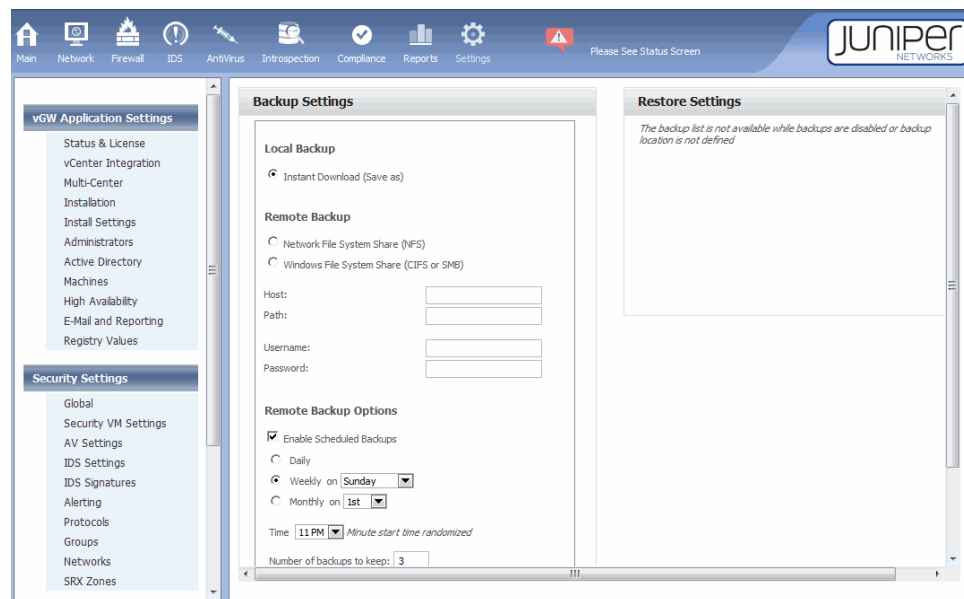 Main Network Firewall IDS AntiVirus Introspection Compliance Reports Settings Please See Status Screen
JUNIPEr
NETWORKS
vGW Application Settings
Status & License
vCenter Integration
Multi-Center
Installation
Install Settings
Administrators
Active Directory
Machines
High Availability
E-Mail and Reporting
Registry Values
Security Settings
Global
Security VM Settings
AV Settings
IDS Settings
IDS Signatures
Alerting
Protocols
Groups
Networks
SRX Zones
Backup Settings
Local Backup
Instant Download (Save as)
Remote Backup
Network File System Share (NFS)
Windows File System Share (CIFS or SMB)
Host:
Path:
Username:
Password:
Remote Backup Options
Enable Scheduled Backups
Daily
Weekly on Sunday
Monthly on 1st
Time 11 PM Minute start time randomized
Number of backups to keep: 3
Restore Settings
The backup list is not available while backups are disabled or backup
location is not defined